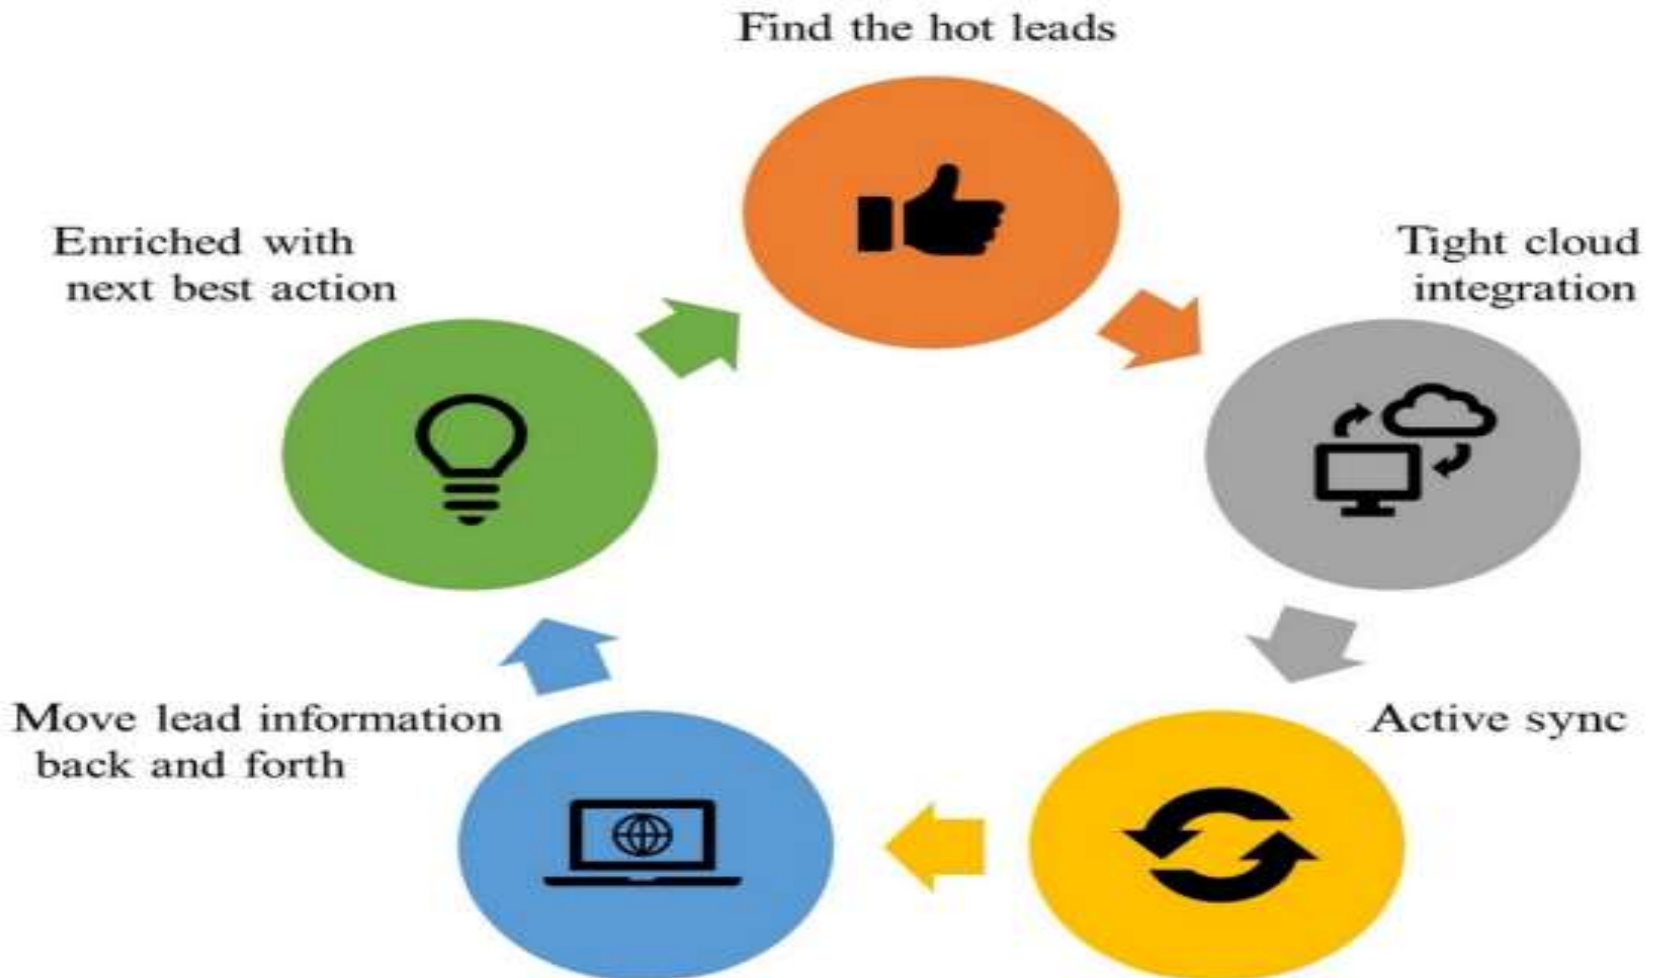 Find the hot leads
Tight cloud
integration
Active sync
Move lead information
back and forth
Enriched with
next best action